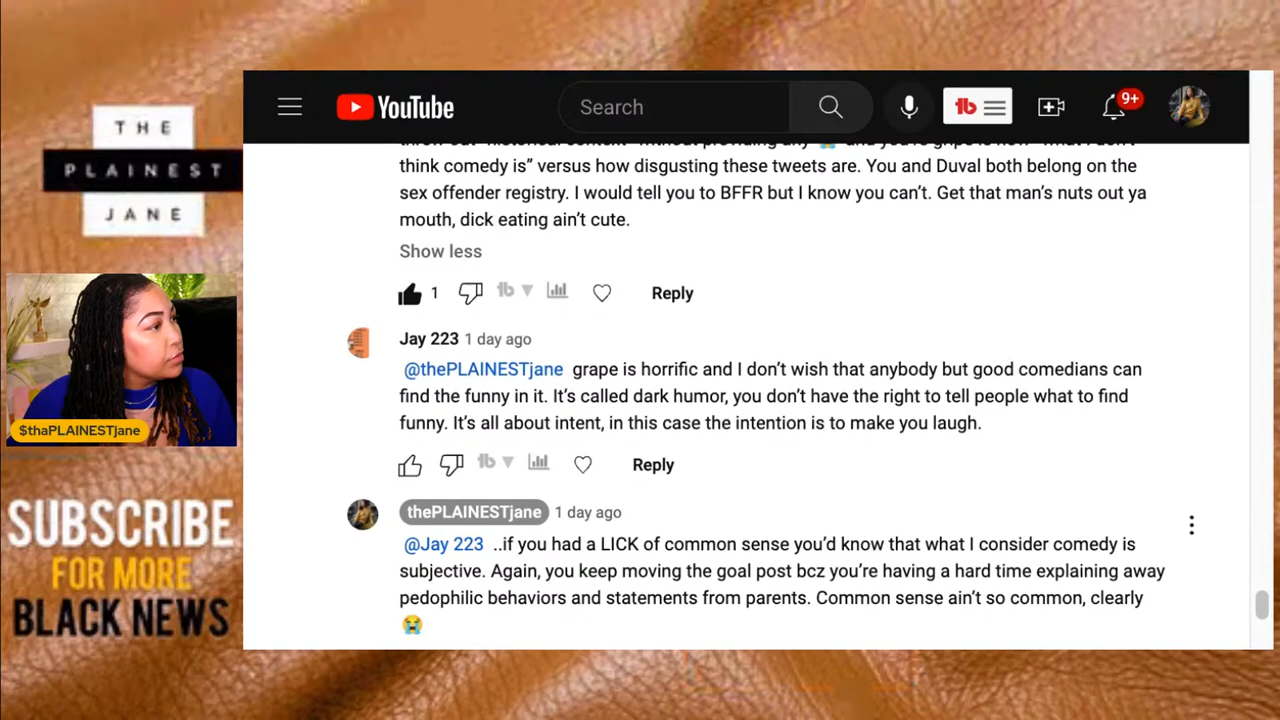 THE
PLAINEST
JANE
$thaPLAINESTjane
SUBSCRIBE
FOR MORE
BLACK NEWS
YouTube
Search
9+
think comedy is” versus how disgusting these tweets are. You and Duval both belong on the
sex offender registry. I would tell you to BFFR but I know you can’t. Get that man’s nuts out ya
mouth, dick eating ain’t cute.
Show less
1
Reply
Jay 223 1 day ago
@thePLAINESTjane grape is horrific and I don’t wish that anybody but good comedians can
find the funny in it. It’s called dark humor, you don’t have the right to tell people what to find
funny. It’s all about intent, in this case the intention is to make you laugh.
Reply
thePLAINESTjane 1 day ago
@Jay 223 ..if you had a LICK of common sense you’d know that what I consider comedy is
subjective. Again, you keep moving the goal post bcz you’re having a hard time explaining away
pedophilic behaviors and statements from parents. Common sense ain’t so common, clearly
😭